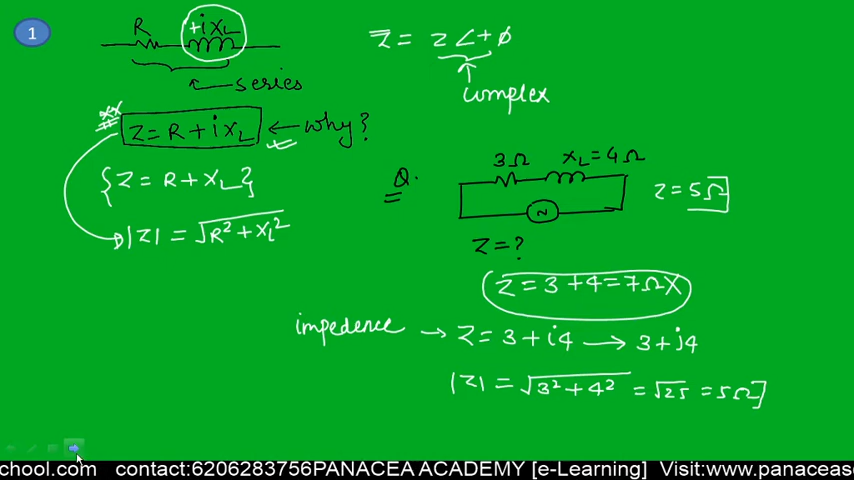 1
R +iXL
series
** Z = R + iXL ← why?
{Z = R + XL}
|Z| = √R² + XL²
Z̅ = Z∠+φ
complex
Q.
3Ω XL = 4Ω
Z = 5Ω
Z = ?
Z = 3 + 4 = 7Ω X
impedence → Z = 3 + i4 → 3 + j4
|Z| = √3² + 4² = √25 = 5Ω]
chool.com contact:6206283756PANACEA ACADEMY [e-Learning] Visit:www.panacease